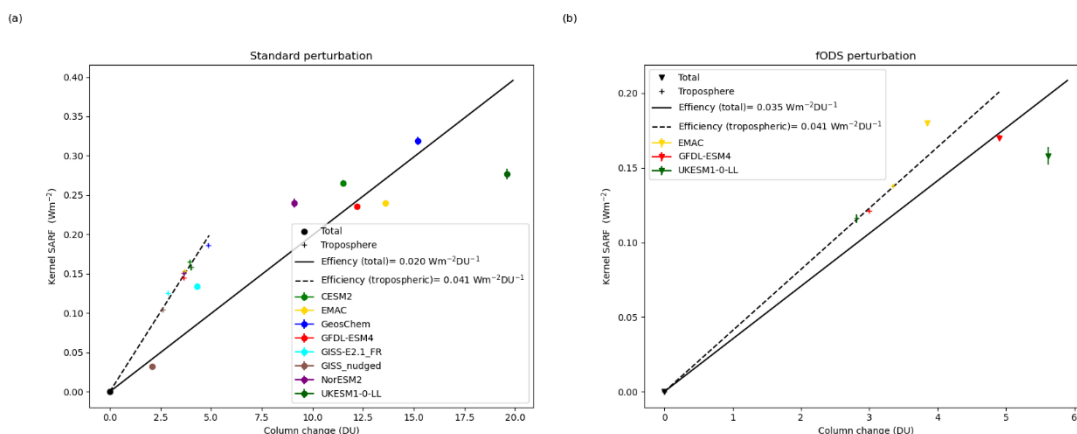 (a)
Standard perturbation
0.40
0.35
0.30
0.25
0.20
0.15
0.10
0.05
0.00
Kernel SARF (Wm⁻²)
Total
Troposphere
Effiency (total)= 0.020 Wm⁻²DU⁻¹
Efficiency (tropospheric)= 0.041 Wm⁻²DU⁻¹
CESM2
EMAC
GeosChem
GFDL-ESM4
GISS-E2.1_FR
GISS_nudged
NorESM2
UKESM1-0-LL
0.0 2.5 5.0 7.5 10.0 12.5 15.0 17.5 20.0
Column change (DU)
(b)
fODS perturbation
0.20
0.15
0.10
0.05
0.00
Kernel SARF (Wm⁻²)
Total
Troposphere
Effiency (total)= 0.035 Wm⁻²DU⁻¹
Efficiency (tropospheric)= 0.041 Wm⁻²DU⁻¹
EMAC
GFDL-ESM4
UKESM1-0-LL
0 1 2 3 4 5 6
Column change (DU)